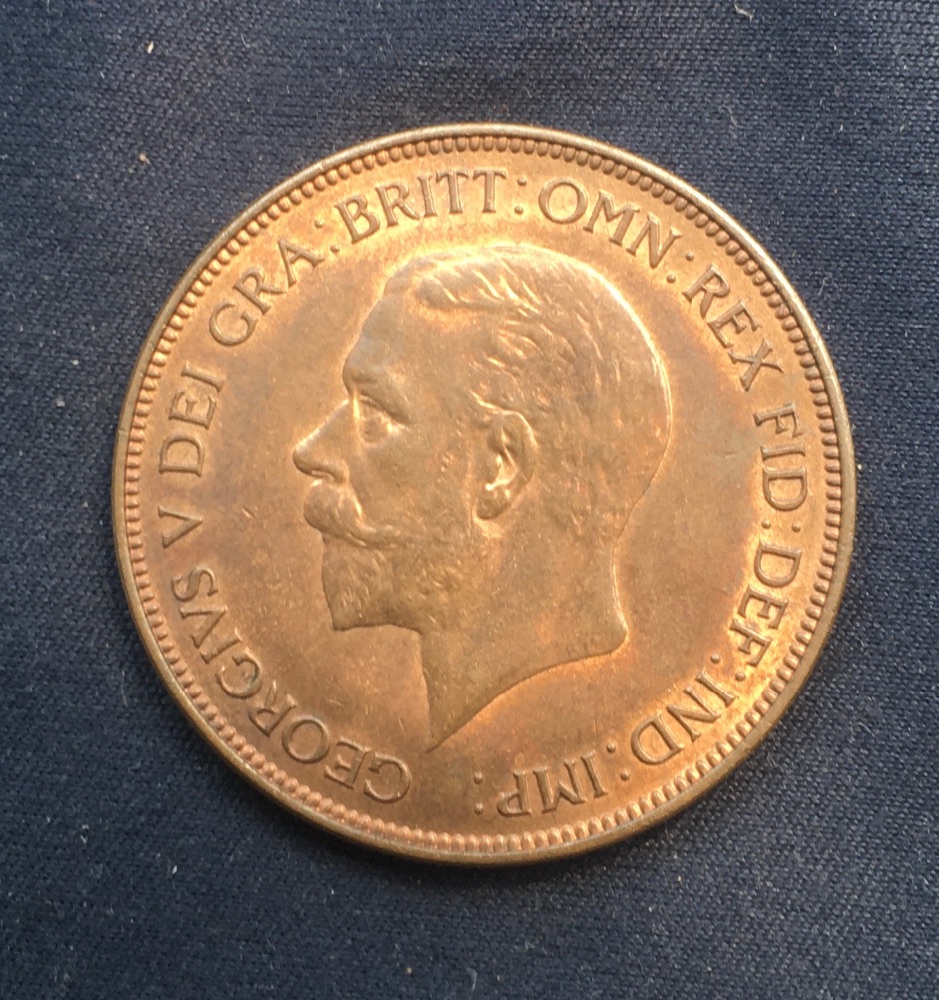 GEORGIVS V DEI GRA: BRITT: OMN: REX FID: DEF: IND: IMP: